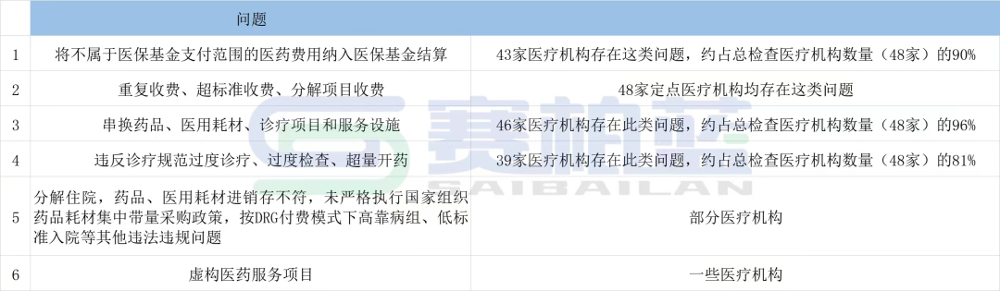 问题
1 将不属于医保基金支付范围的医药费用纳入医保基金结算 43家医疗机构存在这类问题，约占总检查医疗机构数量（48家）的90%
2 重复收费、超标准收费、分解项目收费 48家定点医疗机构均存在这类问题
3 串换药品、医用耗材、诊疗项目和服务设施 46家医疗机构存在此类问题，约占总检查医疗机构数量（48家）的96%
4 违反诊疗规范过度诊疗、过度检查、超量开药 39家医疗机构存在此类问题，约占总检查医疗机构数量（48家）的81%
分解住院，药品、医用耗材进销存不符，未严格执行国家组织
5 药品耗材集中带量采购政策，按DRG付费模式下高靠病组、低标 部分医疗机构
准入院等其他违法违规问题
6 虚构医药服务项目 一些医疗机构
赛柏蓝
SAIBAILAN